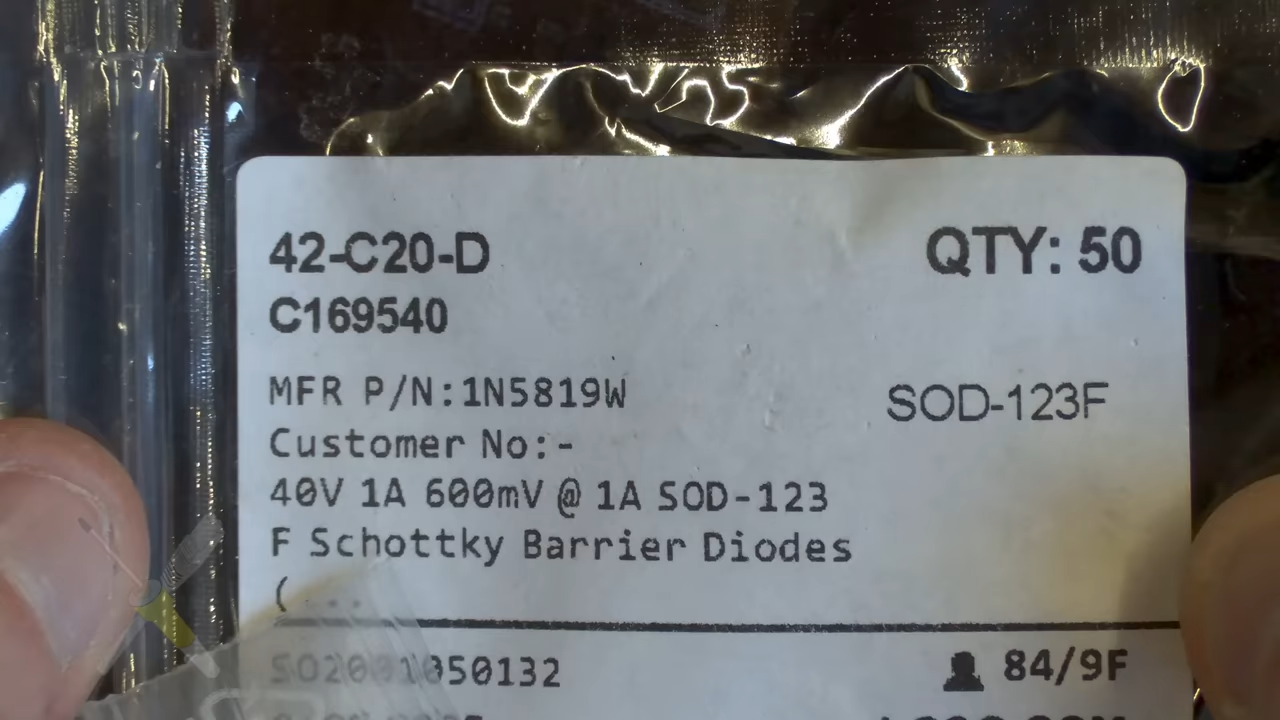 42-C20-D QTY: 50
C169540
MFR P/N:1N5819W SOD-123F
Customer No:-
40V 1A 600mV @ 1A SOD-123
F Schottky Barrier Diodes
(...
SO2001050132 84/9F